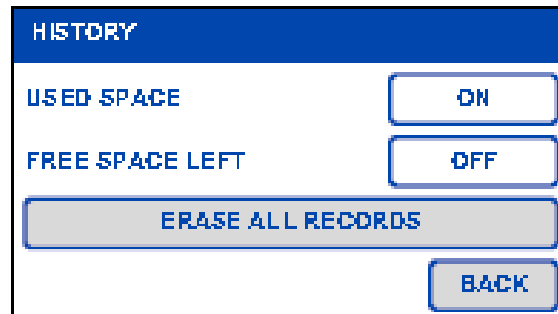 HISTORY
USED SPACE ON
FREE SPACE LEFT OFF
ERASE ALL RECORDS
BACK